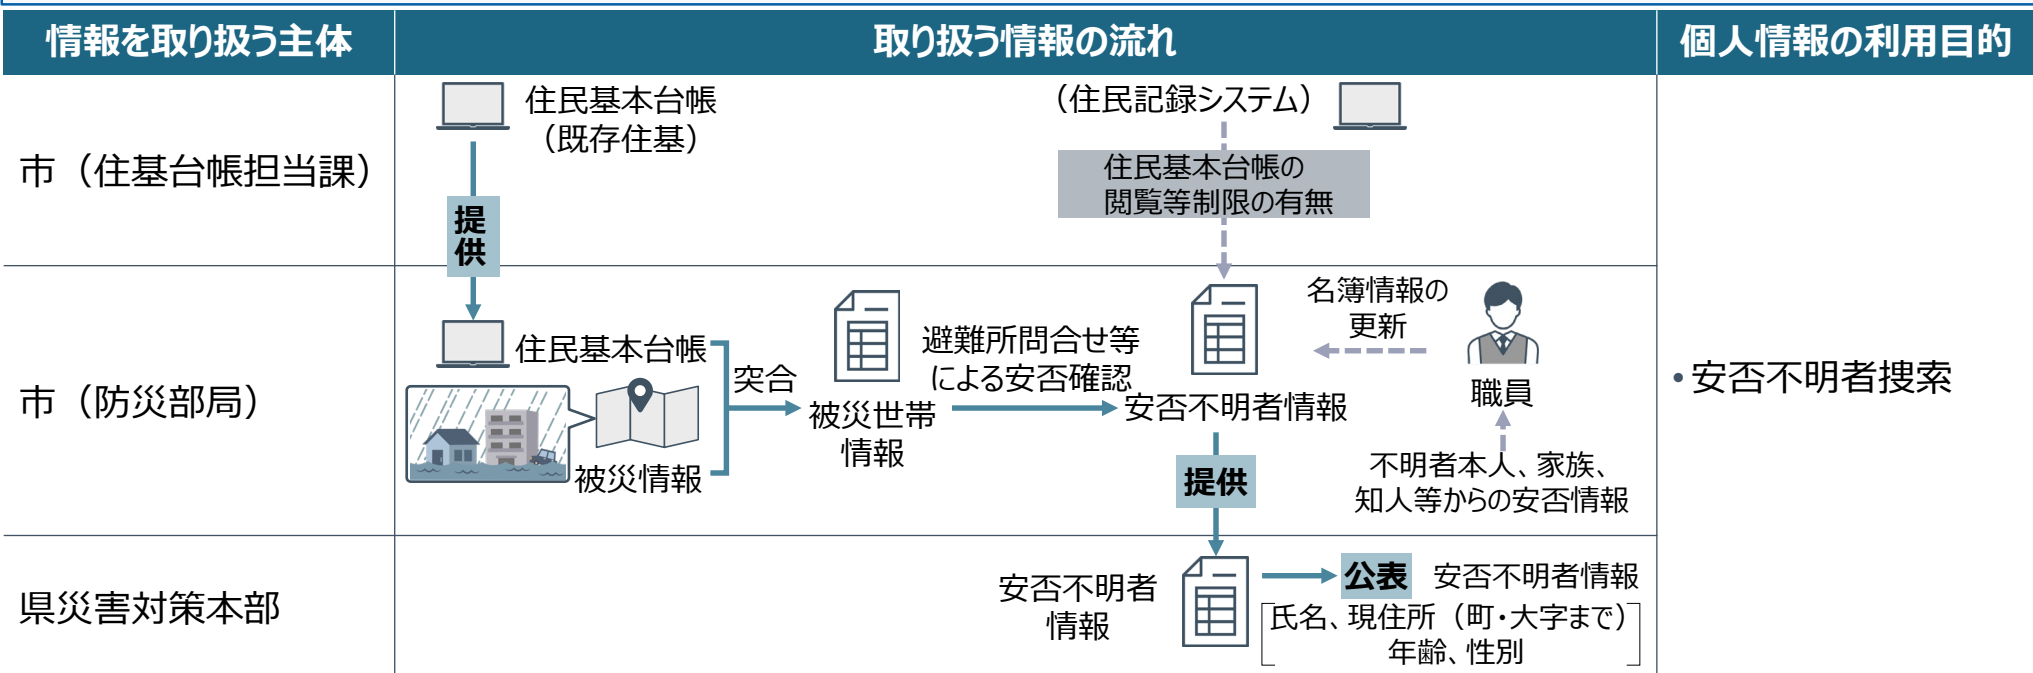 情報を取り扱う主体
取り扱う情報の流れ
個人情報の利用目的
市（住基台帳担当課）
住民基本台帳
（既存住基）
（住民記録システム）
住民基本台帳の
閲覧等制限の有無
提
供
市（防災部局）
住民基本台帳
被災情報
突合
被災世帯
情報
避難所問合せ等
による安否確認
安否不明者情報
名簿情報の
更新
職員
不明者本人、家族、
知人等からの安否情報
提供
•安否不明者捜索
県災害対策本部
安否不明者
情報
公表
安否不明者情報
氏名、現住所（町・大字まで）
年齢、性別